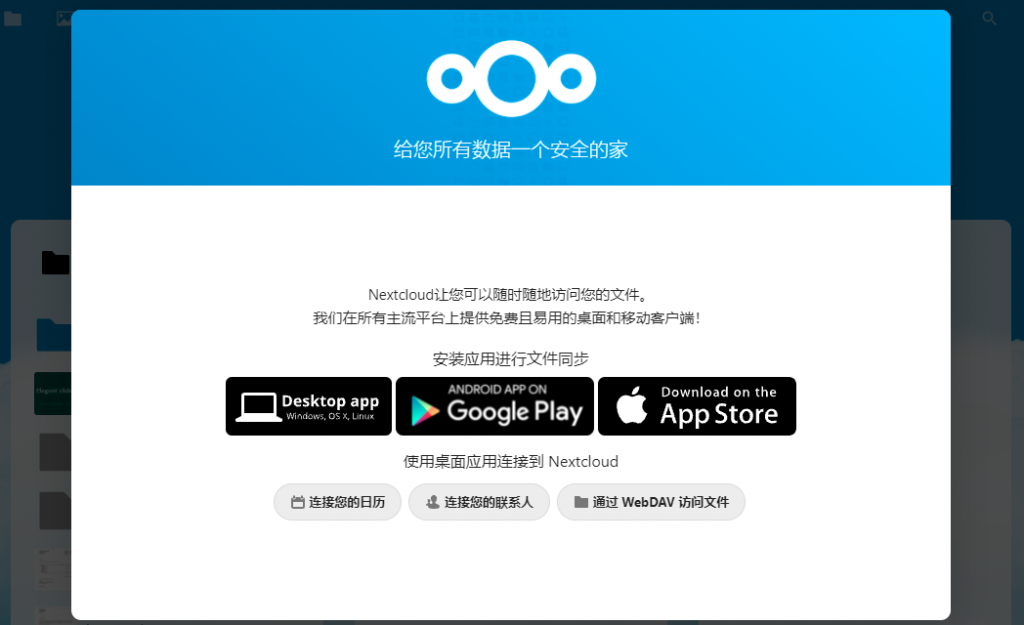 给您所有数据一个安全的家
Nextcloud让您可以随时随地访问您的文件。
我们在所有主流平台上提供免费且易用的桌面和移动客户端！
安装应用进行文件同步
Desktop app
Windows, OS X, Linux
ANDROID APP ON
Google Play
Download on the
App Store
使用桌面应用连接到 Nextcloud
连接您的日历
连接您的联系人
通过 WebDAV 访问文件